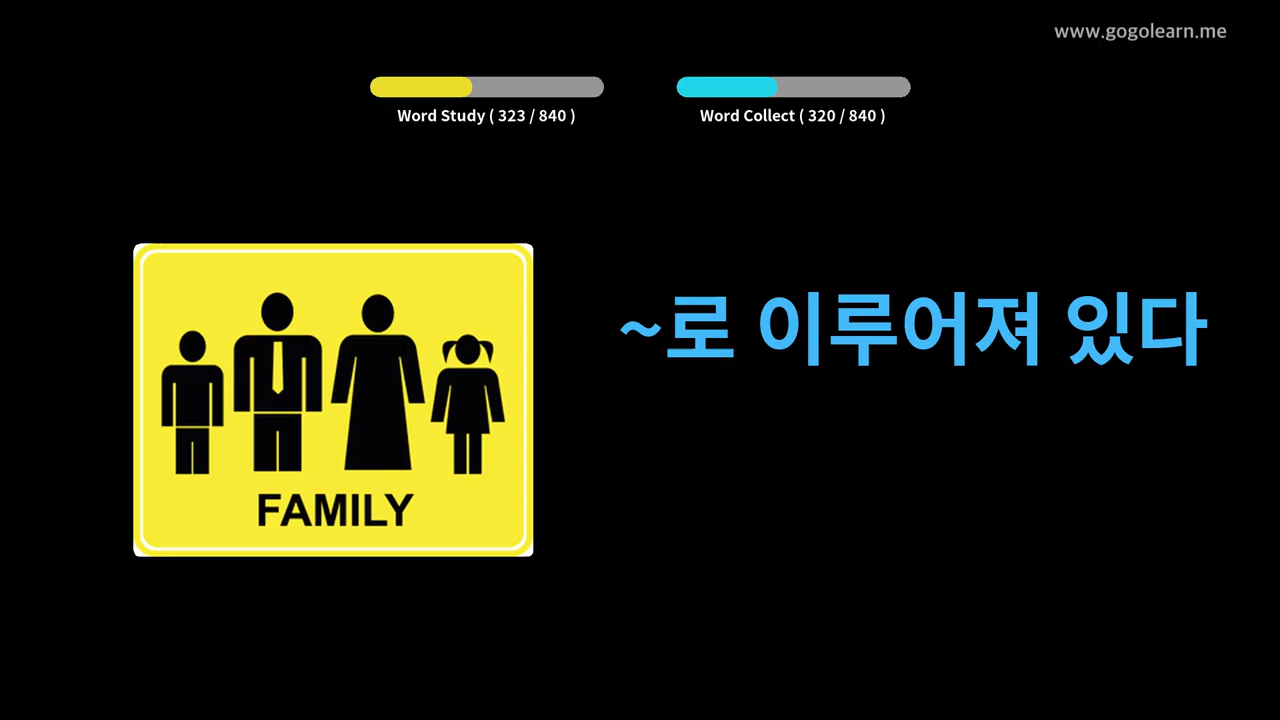 www.gogolearn.me
Word Study ( 323 / 840 )
Word Collect ( 320 / 840 )
~로 이루어져 있다
FAMILY